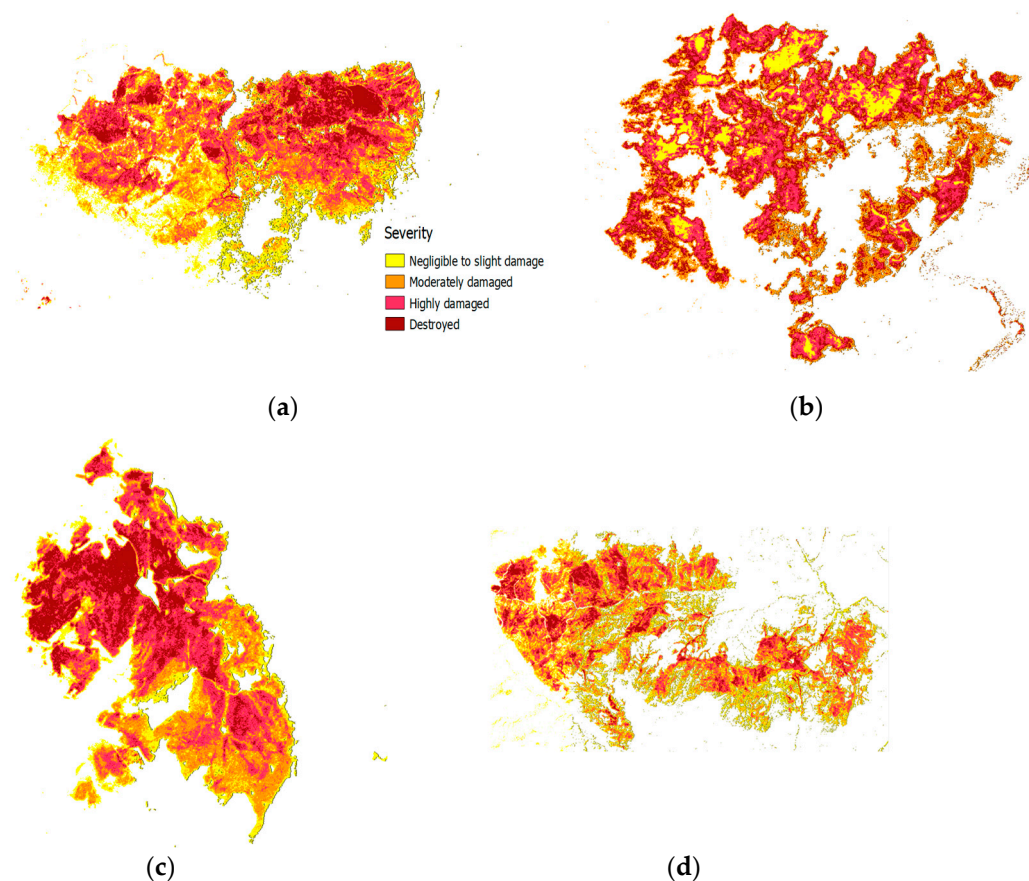 Severity
Negligible to slight damage
Moderately damaged
Highly damaged
Destroyed
(a)
(b)
(c)
(d)